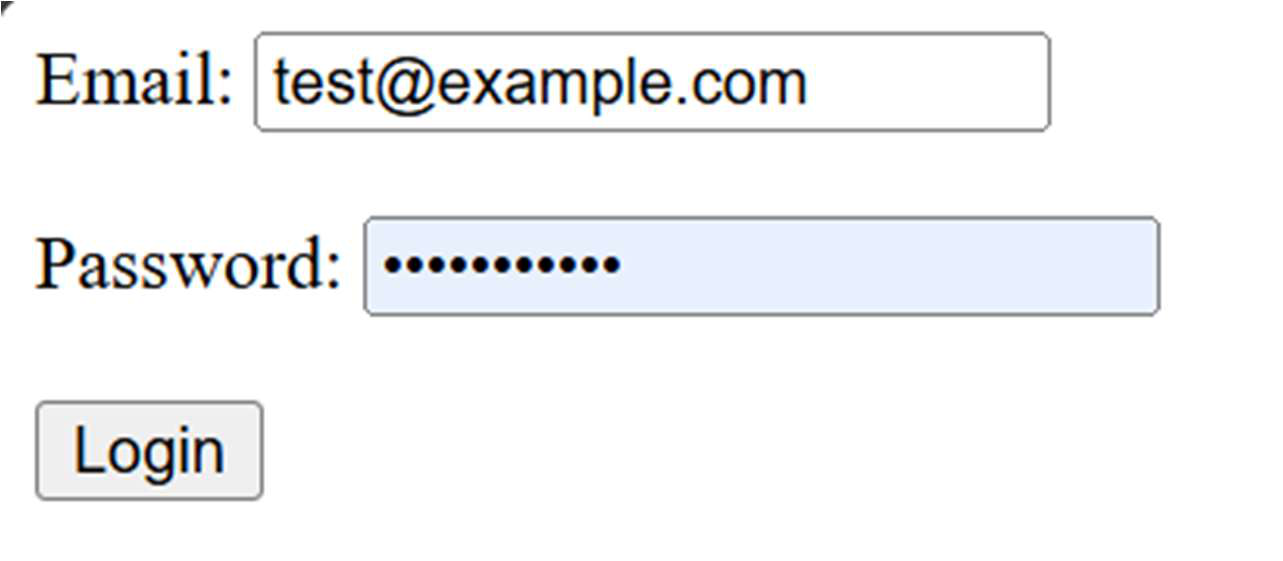 Email: test@example.com
Password: •••••••••••
Login